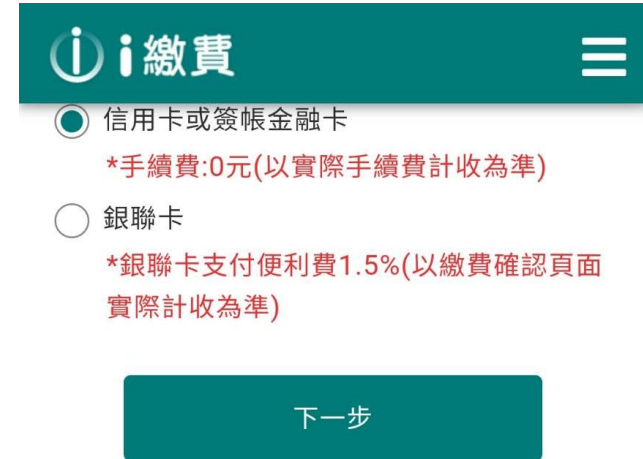 i繳費
信用卡或簽帳金融卡
*手續費:0元(以實際手續費計收為準)
銀聯卡
*銀聯卡支付便利費1.5%(以繳費確認頁面
實際計收為準)
下一步